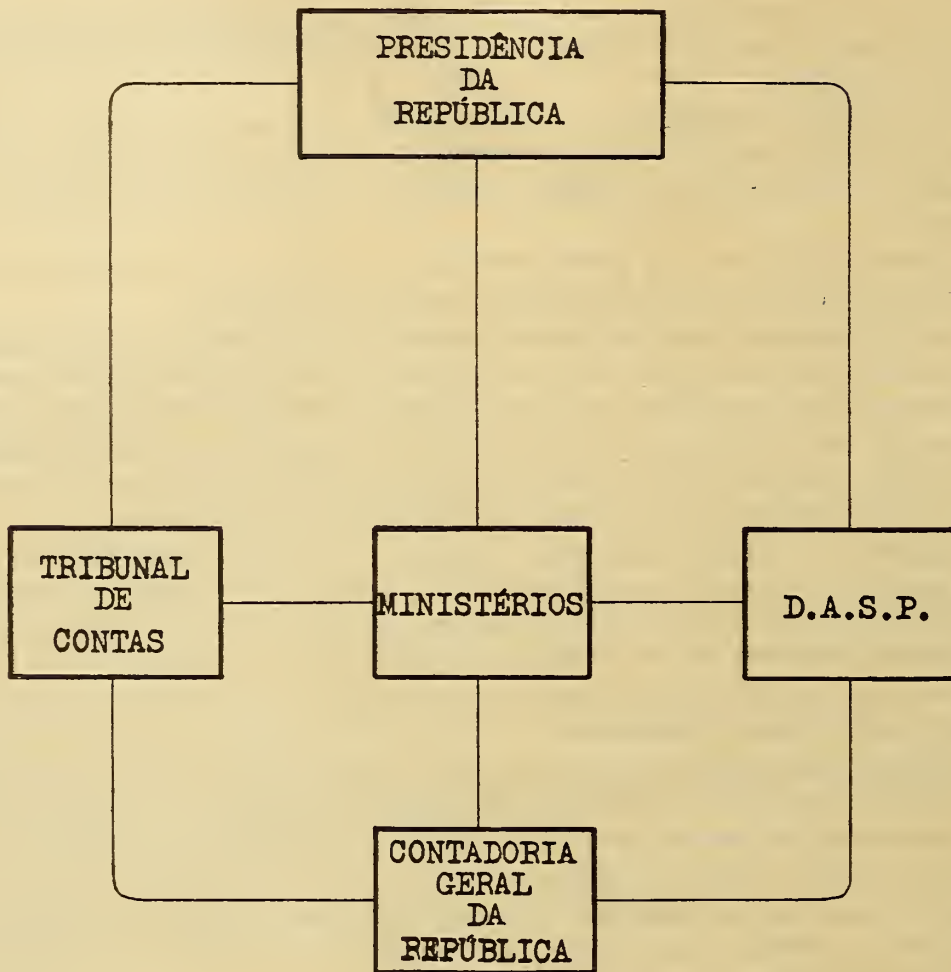 PRESIDÊNCIA
DA
REPÚBLICA
TRIBUNAL
DE
CONTAS
MINISTÉRIOS
D.A.S.P.
CONTADORIA
GERAL
DA
REPÚBLICA